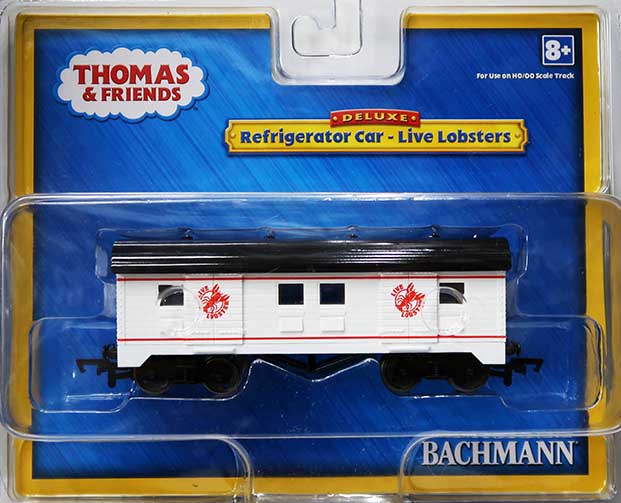 THOMAS
& FRIENDS
8+
For Use on HO/OO Scale Track
DELUXE
Refrigerator Car - Live Lobsters
LIVE
LOBSTERS
LIVE
LOBSTERS
BACHMANN